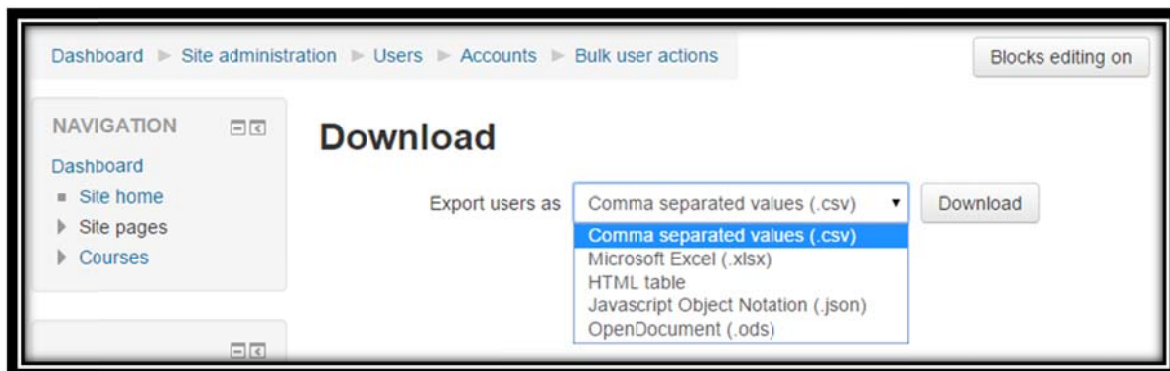 Dashboard ▶ Site administration ▶ Users ▶ Accounts ▶ Bulk user actions
Blocks editing on
NAVIGATION
Dashboard
Site home
Site pages
Courses
Download
Export users as Comma separated values (.csv) Download
Comma separated values (.csv)
Microsoft Excel (.xlsx)
HTML table
Javascript Object Notation (.json)
OpenDocument (.ods)